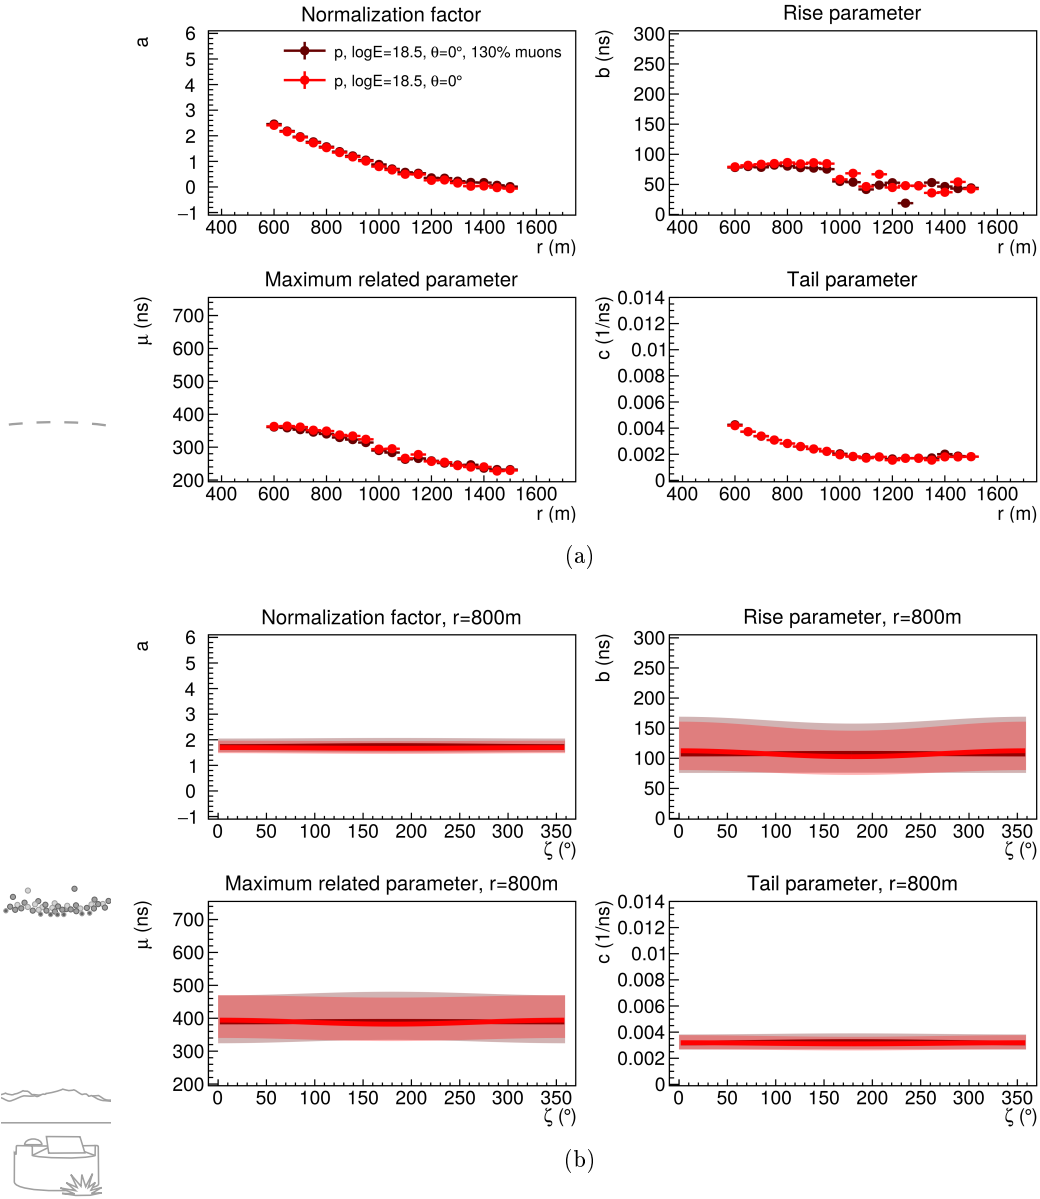 Normalization factor
a
6
5
4
3
2
1
0
−1
p, logE=18.5, θ=0°, 130% muons
p, logE=18.5, θ=0°
400 600 800 1000 1200 1400 1600
r (m)
Rise parameter
b (ns)
300
250
200
150
100
50
0
400 600 800 1000 1200 1400 1600
r (m)
Maximum related parameter
μ (ns)
700
600
500
400
300
200
400 600 800 1000 1200 1400 1600
r (m)
Tail parameter
c (1/ns)
0.014
0.012
0.01
0.008
0.006
0.004
0.002
0
400 600 800 1000 1200 1400 1600
r (m)
(a)
Normalization factor, r=800m
a
6
5
4
3
2
1
0
−1
0 50 100 150 200 250 300 350
ζ (°)
Rise parameter, r=800m
b (ns)
300
250
200
150
100
50
0
0 50 100 150 200 250 300 350
ζ (°)
Maximum related parameter, r=800m
μ (ns)
700
600
500
400
300
200
0 50 100 150 200 250 300 350
ζ (°)
Tail parameter, r=800m
c (1/ns)
0.014
0.012
0.01
0.008
0.006
0.004
0.002
0
0 50 100 150 200 250 300 350
ζ (°)
(b)